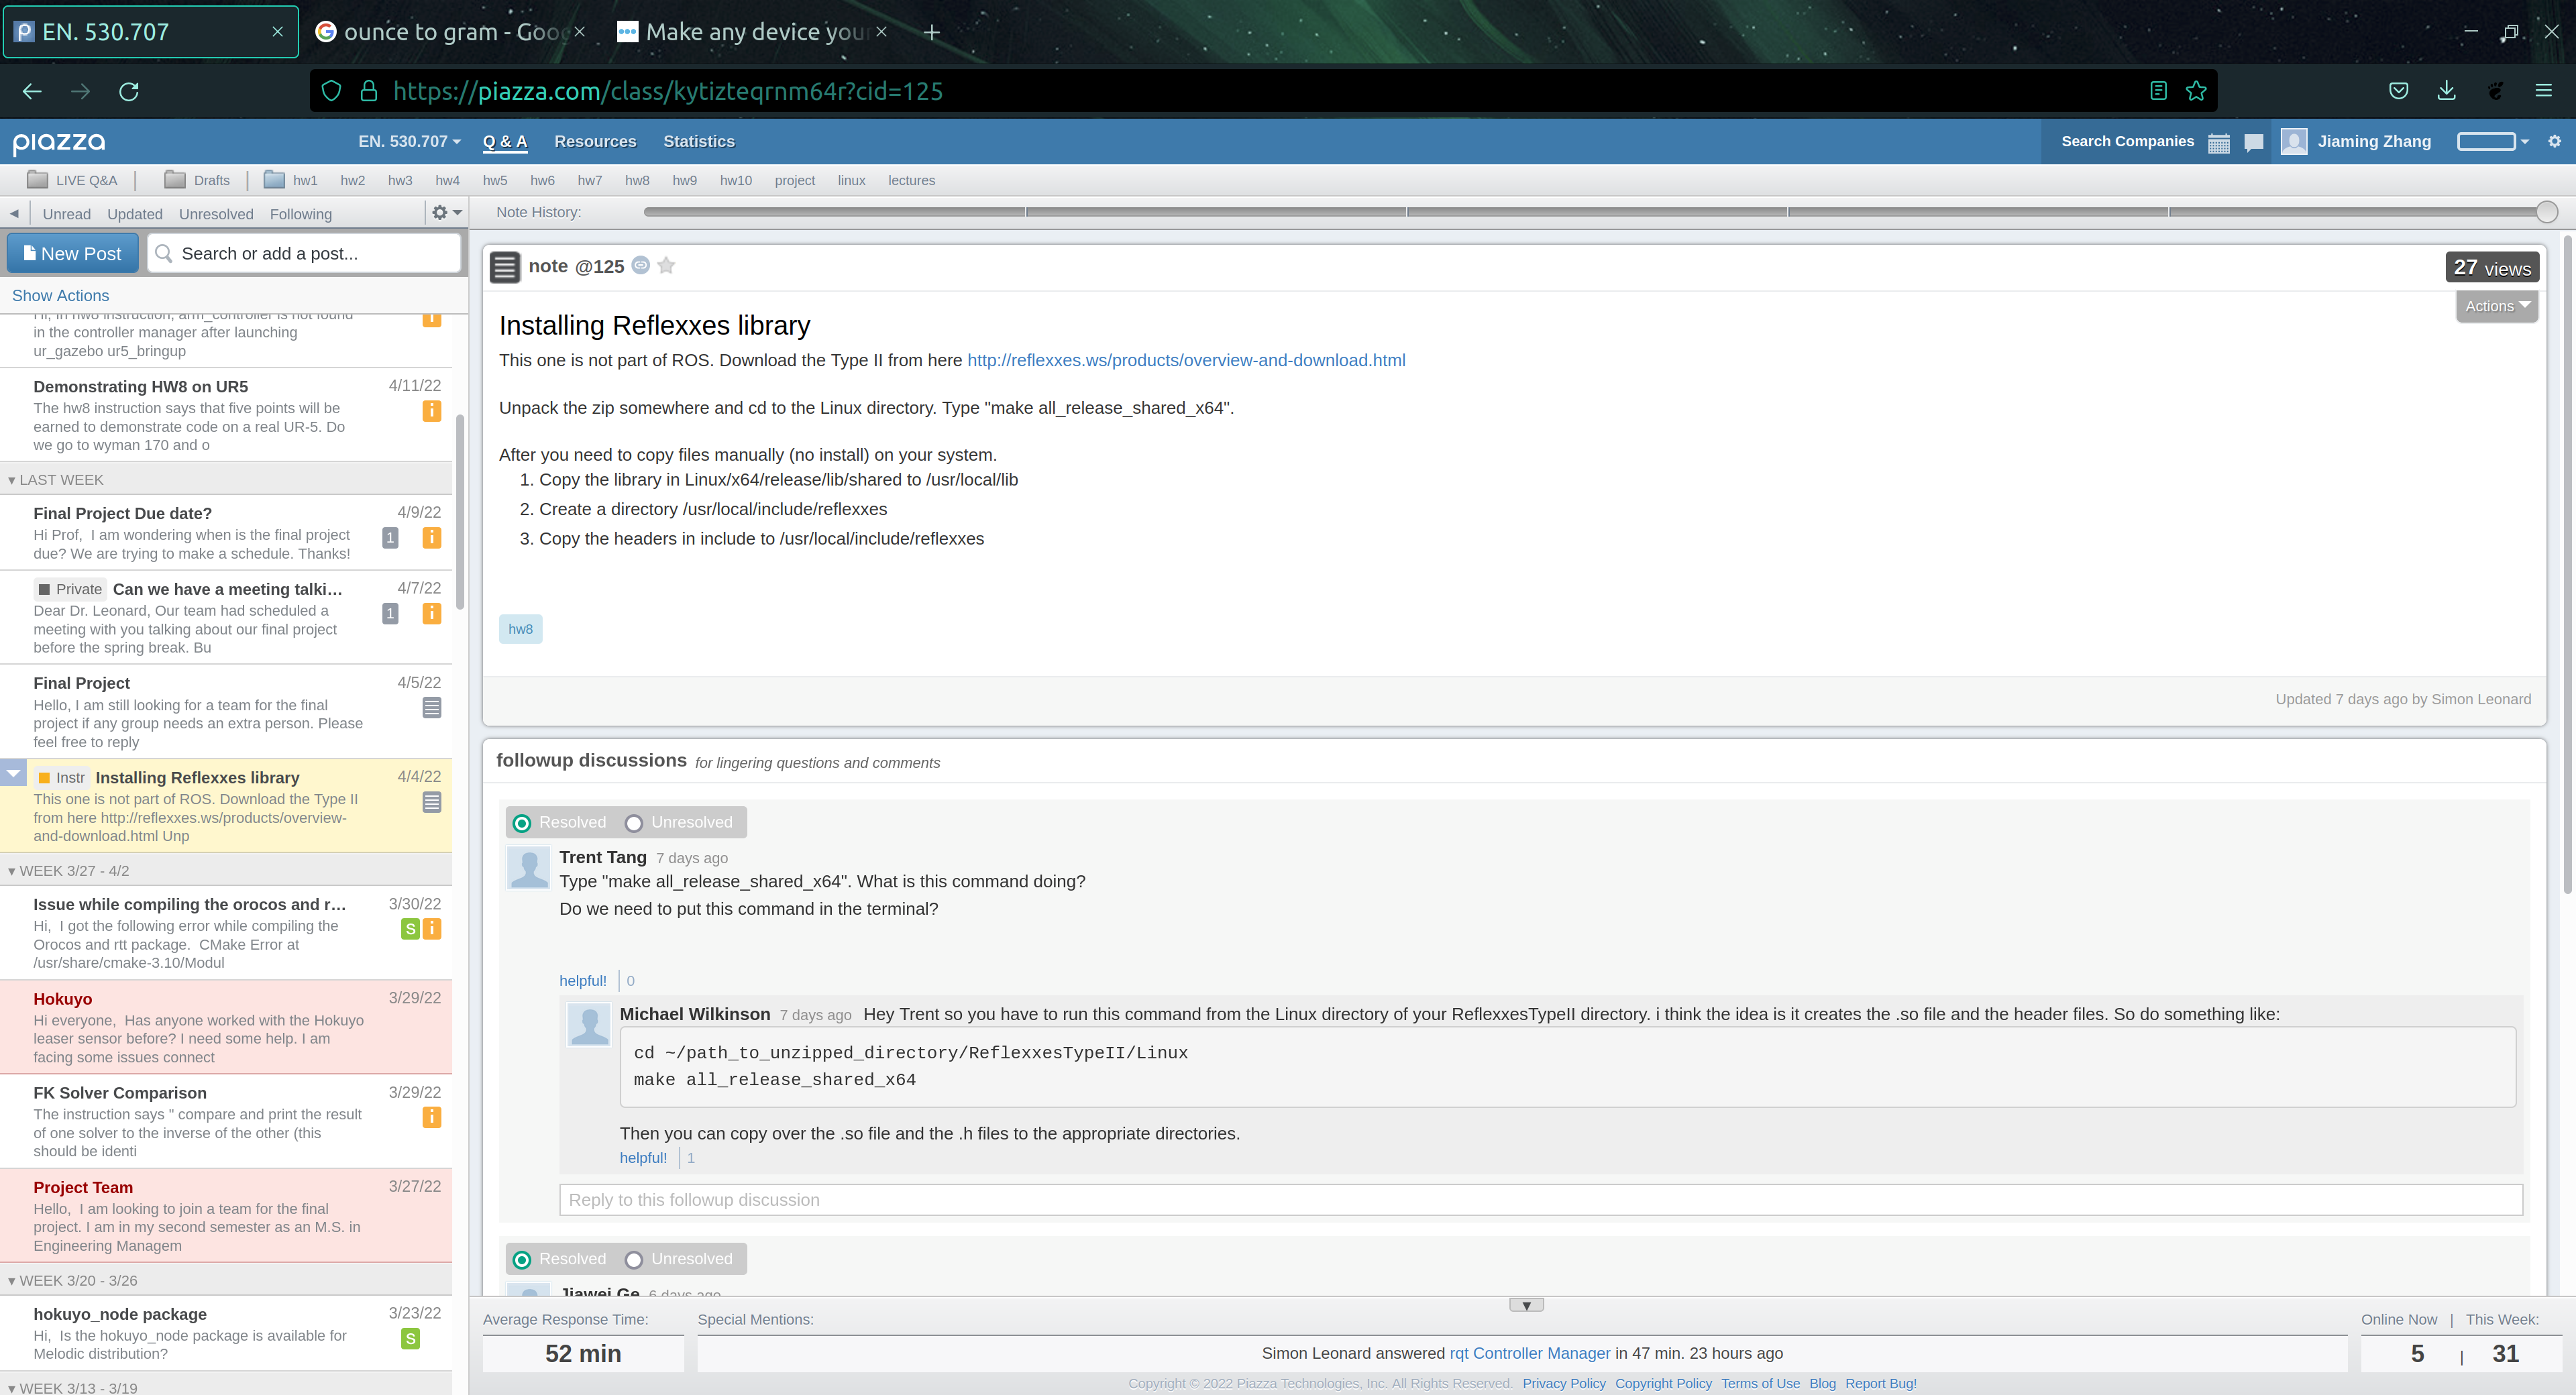 EN. 530.707
ounce to gram - Goog
Make any device your
https://piazza.com/class/kytizteqrnm64r?cid=125
piazza
EN. 530.707
Q & A
Resources
Statistics
Search Companies
Jiaming Zhang
LIVE Q&A
Drafts
hw1
hw2
hw3
hw4
hw5
hw6
hw7
hw8
hw9
hw10
project
linux
lectures
Unread
Updated
Unresolved
Following
Note History:
New Post
Search or add a post...
Show Actions
Hi, In hwo instruction, arm_controller is not found
in the controller manager after launching
ur_gazebo ur5_bringup
Demonstrating HW8 on UR5
4/11/22
The hw8 instruction says that five points will be
earned to demonstrate code on a real UR-5. Do
we go to wyman 170 and o
LAST WEEK
Final Project Due date?
4/9/22
Hi Prof,  I am wondering when is the final project
due? We are trying to make a schedule. Thanks!
1
i
Private
Can we have a meeting talki...
4/7/22
Dear Dr. Leonard, Our team had scheduled a
meeting with you talking about our final project
before the spring break. Bu
1
i
Final Project
4/5/22
Hello, I am still looking for a team for the final
project if any group needs an extra person. Please
feel free to reply
Instr
Installing Reflexxes library
4/4/22
This one is not part of ROS. Download the Type II
from here http://reflexxes.ws/products/overview-
and-download.html Unp
WEEK 3/27 - 4/2
Issue while compiling the orocos and r...
3/30/22
Hi,  I got the following error while compiling the
Orocos and rtt package.  CMake Error at
/usr/share/cmake-3.10/Modul
S
i
Hokuyo
3/29/22
Hi everyone,  Has anyone worked with the Hokuyo
leaser sensor before? I need some help. I am
facing some issues connect
FK Solver Comparison
3/29/22
The instruction says " compare and print the result
of one solver to the inverse of the other (this
should be identi
i
Project Team
3/27/22
Hello,  I am looking to join a team for the final
project. I am in my second semester as an M.S. in
Engineering Managem
WEEK 3/20 - 3/26
hokuyo_node package
3/23/22
Hi,  Is the hokuyo_node package is available for
Melodic distribution?
S
WEEK 3/13 - 3/19
note @125
27 views
Actions
Installing Reflexxes library
This one is not part of ROS. Download the Type II from here http://reflexxes.ws/products/overview-and-download.html
Unpack the zip somewhere and cd to the Linux directory. Type "make all_release_shared_x64".
After you need to copy files manually (no install) on your system.
1. Copy the library in Linux/x64/release/lib/shared to /usr/local/lib
2. Create a directory /usr/local/include/reflexxes
3. Copy the headers in include to /usr/local/include/reflexxes
hw8
Updated 7 days ago by Simon Leonard
followup discussions for lingering questions and comments
Resolved
Unresolved
Trent Tang 7 days ago
Type "make all_release_shared_x64". What is this command doing?
Do we need to put this command in the terminal?
helpful! 0
Michael Wilkinson 7 days ago Hey Trent so you have to run this command from the Linux directory of your ReflexxesTypeII directory. i think the idea is it creates the .so file and the header files. So do something like:
cd ~/path_to_unzipped_directory/ReflexxesTypeII/Linux
make all_release_shared_x64
Then you can copy over the .so file and the .h files to the appropriate directories.
helpful! 1
Reply to this followup discussion
Resolved
Unresolved
Jiawei Ge 6 days ago
Average Response Time:
Special Mentions:
Online Now | This Week:
52 min
Simon Leonard answered rqt Controller Manager in 47 min. 23 hours ago
5 | 31
Copyright © 2022 Piazza Technologies, Inc. All Rights Reserved. Privacy Policy Copyright Policy Terms of Use Blog Report Bug!